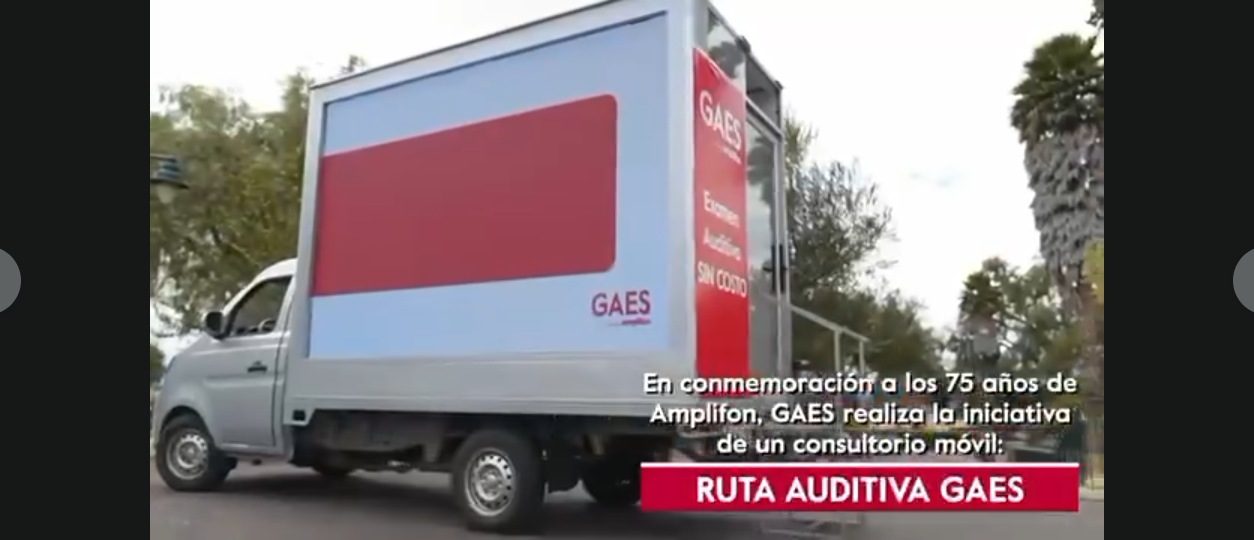 GAES
Examen
Auditivo
SIN COSTO
GAES
amplifon
En conmemoración a los 75 años de
Amplifon, GAES realiza la iniciativa
de un consultorio móvil:
RUTA AUDITIVA GAES